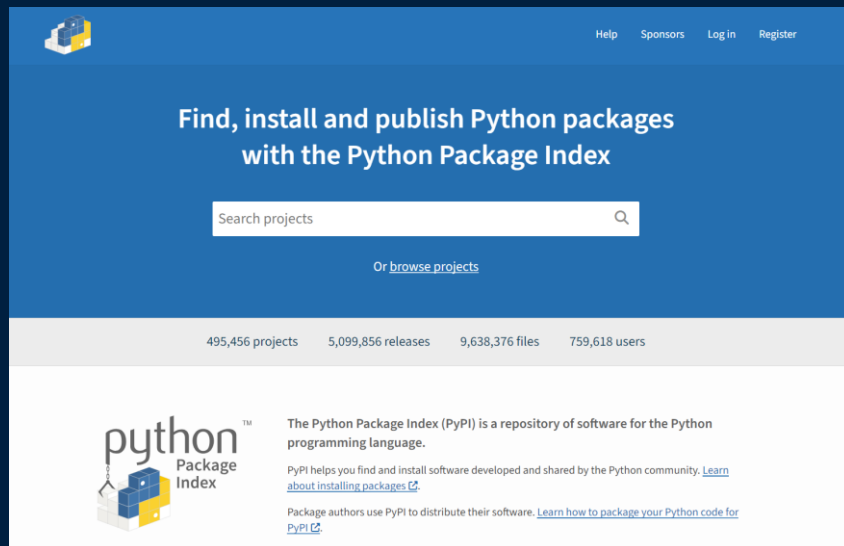 Help Sponsors Log in Register
Find, install and publish Python packages
with the Python Package Index
Search projects
Or browse projects
495,456 projects 5,099,856 releases 9,638,376 files 759,618 users
python™
Package
Index
The Python Package Index (PyPI) is a repository of software for the Python
programming language.
PyPI helps you find and install software developed and shared by the Python community. Learn
about installing packages.
Package authors use PyPI to distribute their software. Learn how to package your Python code for
PyPI.